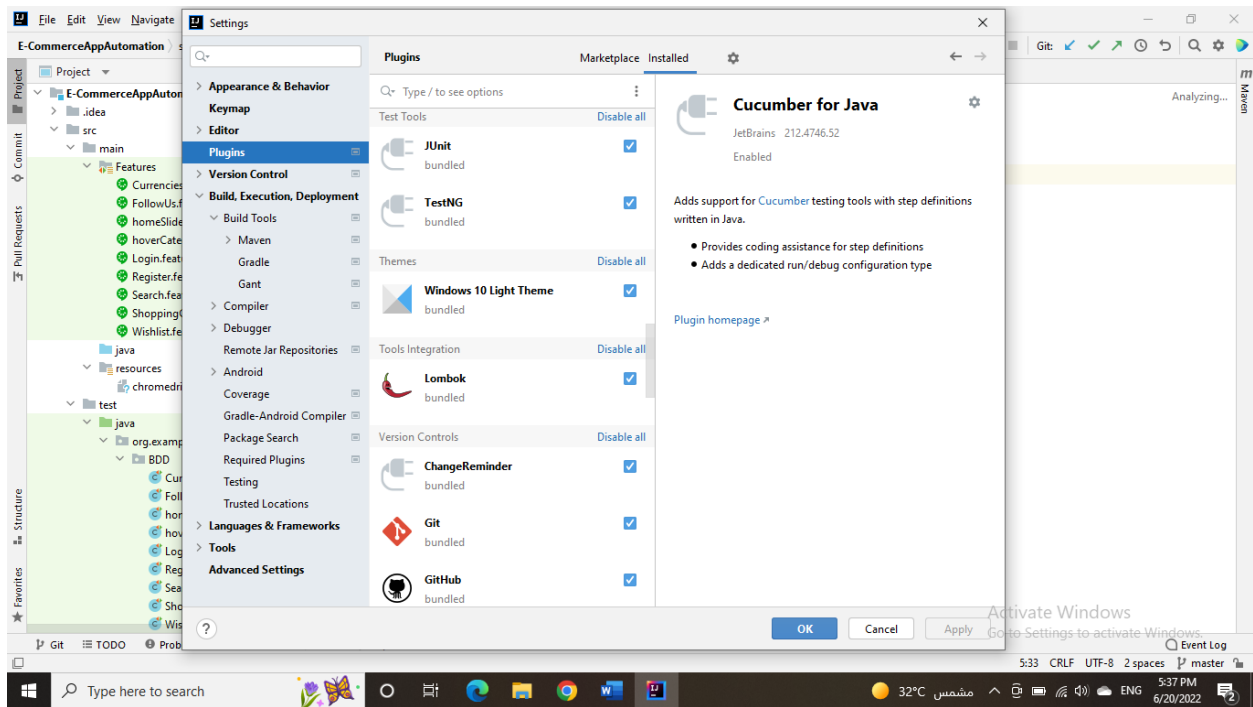 File Edit View Navigate
Settings
E-CommerceAppAutomation
Git:
Project
E-CommerceAppAutom
.idea
src
main
Features
Currencies
FollowUs.f
homeSlide
hoverCate
Login.feat
Register.fe
Search.fea
Shopping
Wishlist.fe
java
resources
chromedri
test
java
org.examp
BDD
Cur
Foll
hor
hov
Log
Reg
Sea
Sho
Wis
Project
Commit
Pull Requests
Structure
Favorites
Appearance & Behavior
Keymap
Editor
Plugins
Version Control
Build, Execution, Deployment
Build Tools
Maven
Gradle
Gant
Compiler
Debugger
Remote Jar Repositories
Android
Coverage
Gradle-Android Compiler
Package Search
Required Plugins
Testing
Trusted Locations
Languages & Frameworks
Tools
Advanced Settings
Plugins Marketplace Installed
Type / to see options
Test Tools Disable all
JUnit
bundled
TestNG
bundled
Themes Disable all
Windows 10 Light Theme
bundled
Tools Integration Disable all
Lombok
bundled
Version Controls Disable all
ChangeReminder
bundled
Git
bundled
GitHub
bundled
Cucumber for Java
JetBrains 212.4746.52
Enabled
Adds support for Cucumber testing tools with step definitions
written in Java.
• Provides coding assistance for step definitions
• Adds a dedicated run/debug configuration type
Plugin homepage ↗
Analyzing...
m
Maven
? OK Cancel Apply
Activate Windows
Go to Settings to activate Windows.
Git TODO Prob Event Log
5:33 CRLF UTF-8 2 spaces master
Type here to search
32°C مشمس
ENG
5:37 PM
6/20/2022
2